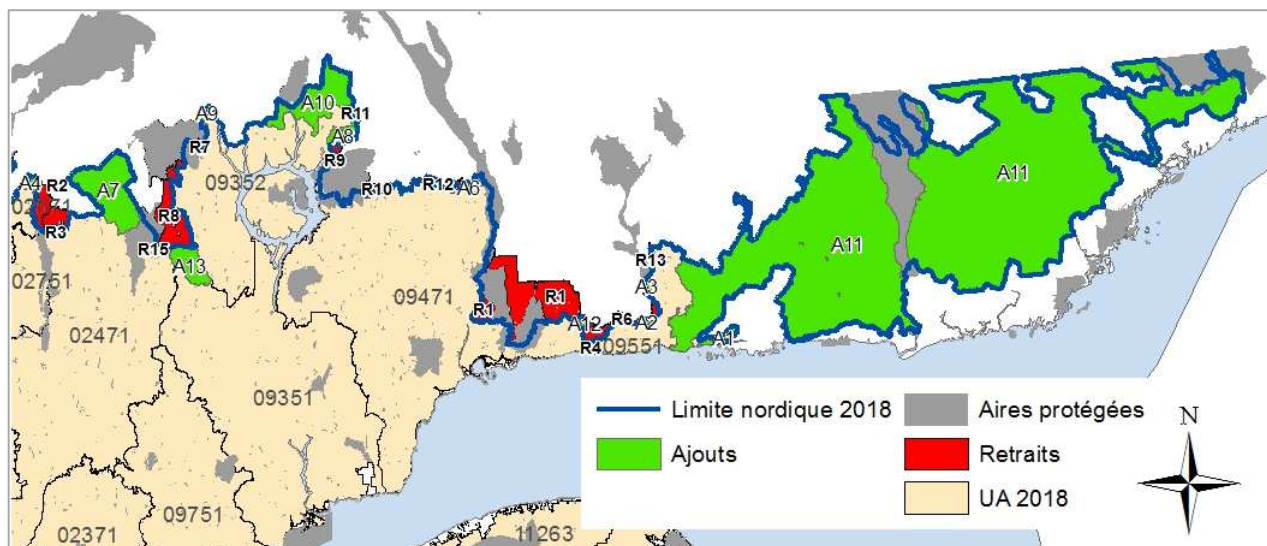 A10
R11
A9
A8
R7
R9
A4
R2
A7
09352
R10
R12
A6
A11
02671
R8
R3
R15
A11
R13
A13
02751
09471
A3
R1
R1
A12
R6
A2
02471
R4
09551
A1
09351
Limite nordique 2018
Aires protégées
N
Ajouts
Retraits
UA 2018
09751
02371
11263